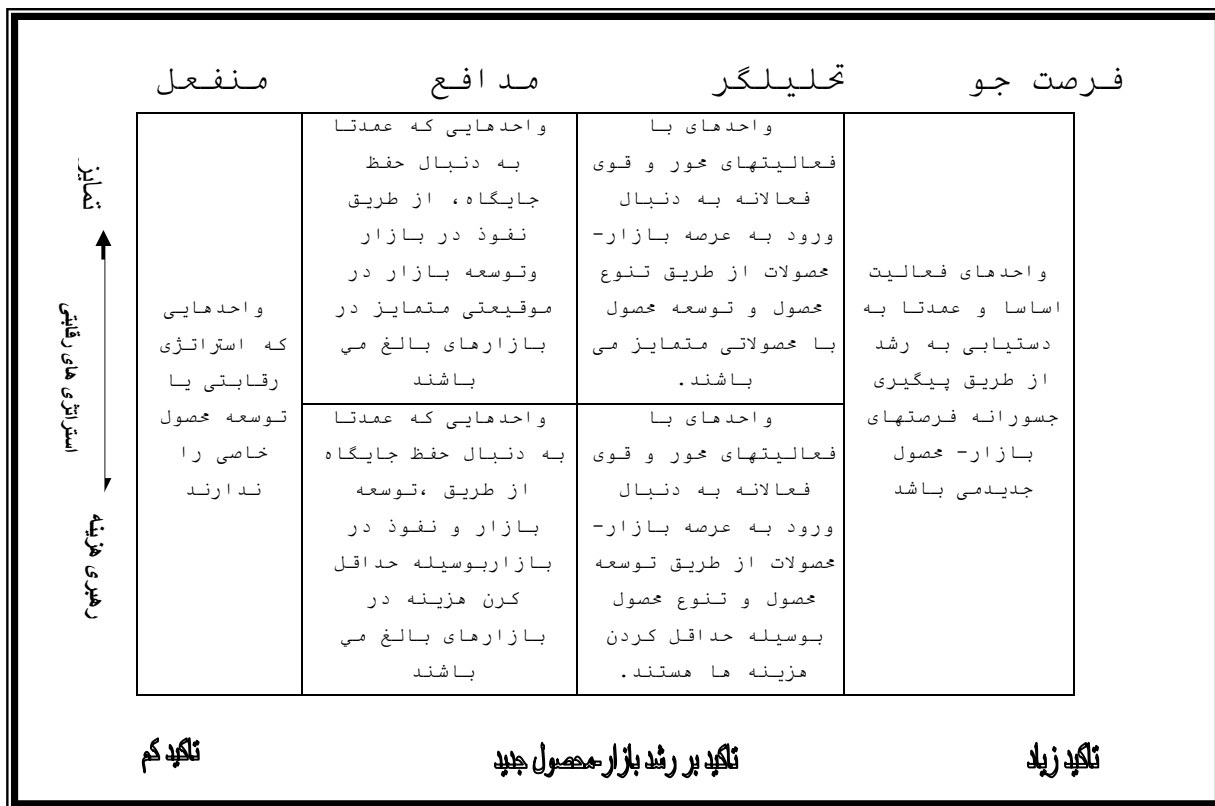 فرصت جو تحلیلگر مدافع منفعل
واحدهای فعالیت
اساسا و عمدتا به
دستیابی به رشد
از طریق پیگیری
جسورانه فرصتهای
بازار- محصول
جدیدمی باشد
واحدهای با
فعالیتهای محور و قوی
فعالانه به دنبال
ورود به عرصه بازار-
محصولات از طریق تنوع
محصول و توسعه محصول
با محصولاتی متمایز می
باشند.
واحدهایی که عمدتا
به دنبال حفظ
جایگاه، از طریق
نفوذ در بازار
وتوسعه بازار در
موقیعتی متمایز در
بازارهای بالغ می
باشند
واحدهایی
که استراتژی
رقابتی یا
توسعه محصول
خاصی را
ندارند
واحدهای با
فعالیتهای محور و قوی
فعالانه به دنبال
ورود به عرصه بازار-
محصولات از طریق توسعه
محصول و تنوع محصول
بوسیله حداقل کردن
هزینه ها هستند.
واحدهایی که عمدتا
به دنبال حفظ جایگاه
از طریق ،توسعه
بازار و نفوذ در
بازاربوسیله حداقل
کرن هزینه در
بازارهای بالغ می
باشند
تمایز
استراتژی های رقابتی
رهبری هزینه
تاکید زیاد تاکید بر رشد بازار-محصول جدید تاکید کم